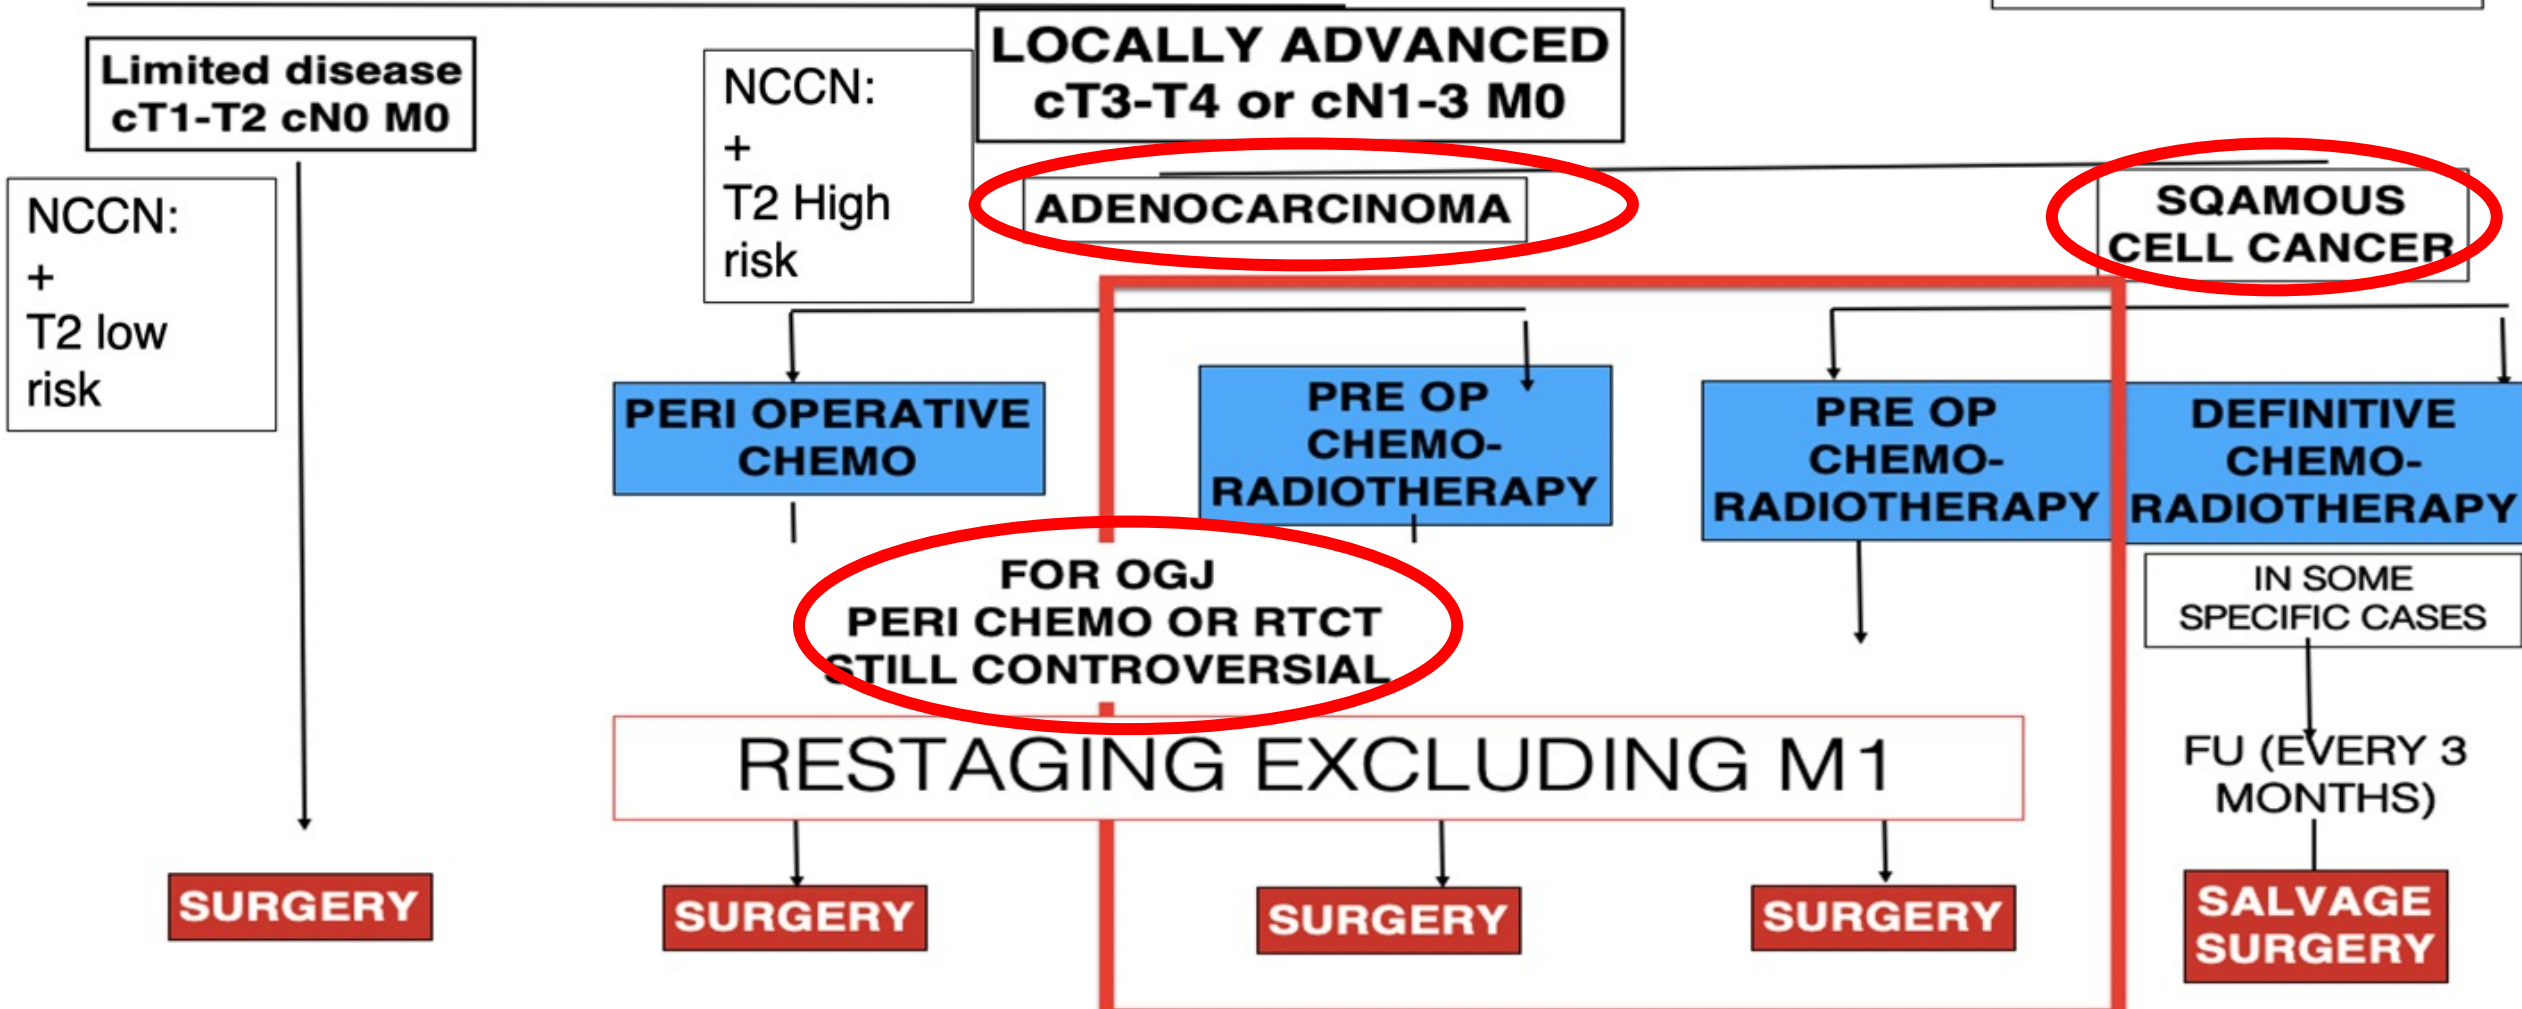 Limited disease
cT1-T2 cN0 M0
NCCN:
+
T2 low
risk
SURGERY
LOCALLY ADVANCED
cT3-T4 or cN1-3 M0
NCCN:
+
T2 High
risk
ADENOCARCINOMA
SQAMOUS
CELL CANCER
PERI OPERATIVE
CHEMO
PRE OP
CHEMO-
RADIOTHERAPY
PRE OP
CHEMO-
RADIOTHERAPY
DEFINITIVE
CHEMO-
RADIOTHERAPY
FOR OGJ
PERI CHEMO OR RTCT
STILL CONTROVERSIAL
IN SOME
SPECIFIC CASES
RESTAGING EXCLUDING M1
FU (EVERY 3
MONTHS)
SURGERY
SURGERY
SURGERY
SALVAGE
SURGERY